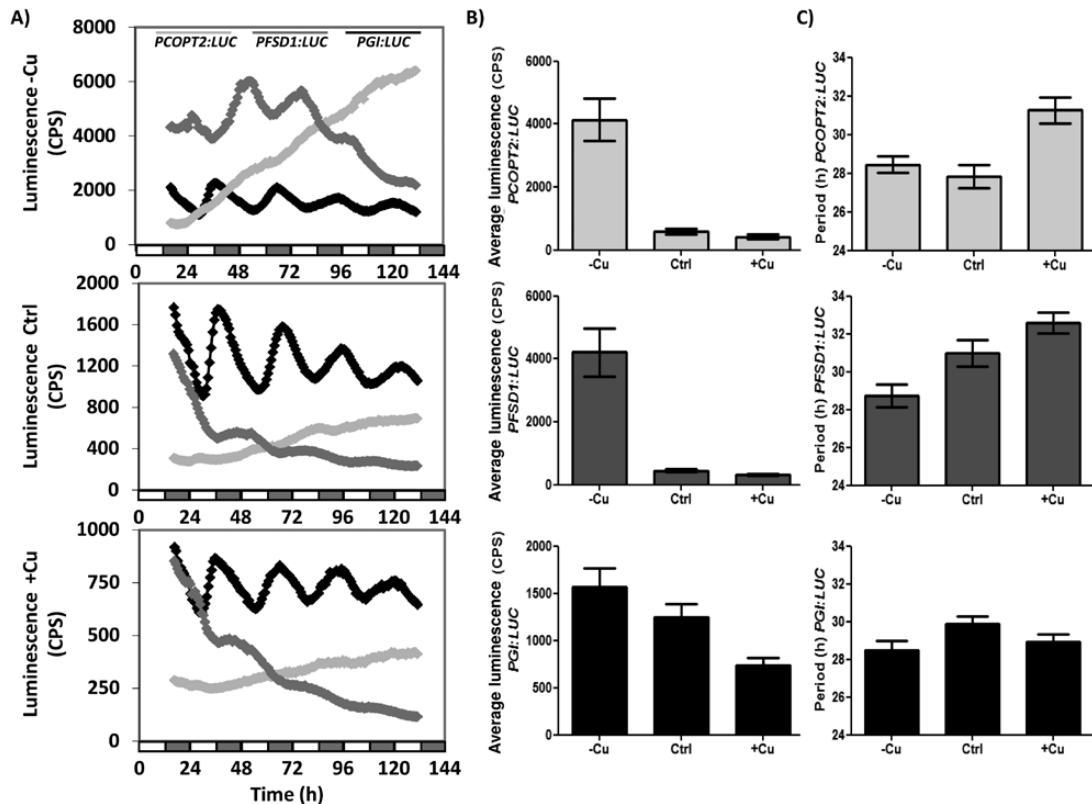 A)
Luminescence -Cu
(CPS)
8000
6000
4000
2000
0
PCOPT2:LUC PFSD1:LUC PGI:LUC
0 24 48 72 96 120 144
Luminescence Ctrl
(CPS)
2000
1600
1200
800
400
0
0 24 48 72 96 120 144
Luminescence +Cu
(CPS)
1000
750
500
250
0
0 24 48 72 96 120 144
Time (h)
B)
Average luminescence (CPS)
PCOPT2:LUC
6000
4000
2000
0
-Cu Ctrl +Cu
Average luminescence (CPS)
PFSD1:LUC
6000
4000
2000
0
-Cu Ctrl +Cu
Average luminescence (CPS)
PGI:LUC
2000
1500
1000
500
0
-Cu Ctrl +Cu
C)
Period (h) PCOPT2:LUC
34
32
30
28
26
24
-Cu Ctrl +Cu
Period (h) PFSD1:LUC
34
32
30
28
26
24
-Cu Ctrl +Cu
Period (h) PGI:LUC
34
32
30
28
26
24
-Cu Ctrl +Cu